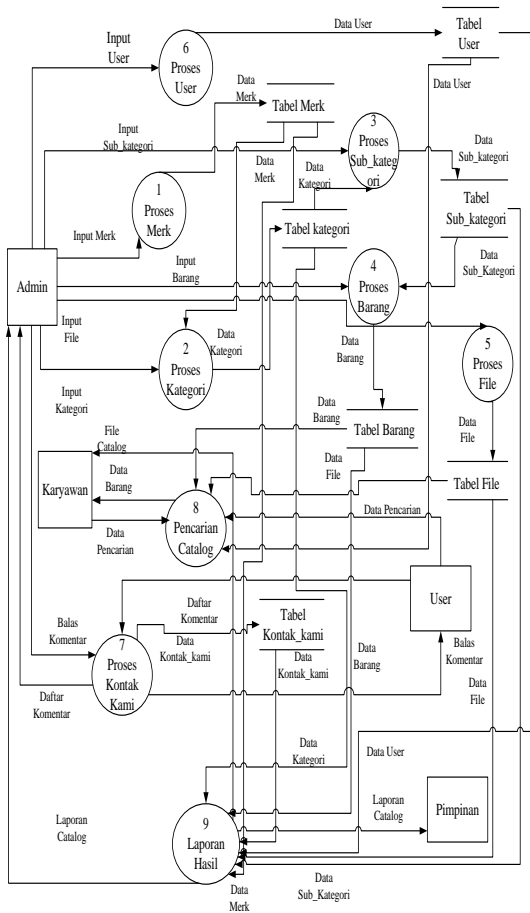 Data User
Tabel
User
Input
User
6
Proses
User
Data
Merk
Tabel Merk
Data User
Input
Sub_kategori
Data
Merk
Data
Kategori
3
Proses
Sub_kateg
ori
Data
Sub_kategori
1
Proses
Merk
Tabel kategori
Tabel
Sub_kategori
Input Merk
Input
Barang
Data
Sub_Kategori
Admin
4
Proses
Barang
Input
File
2
Proses
Kategori
Data
Kategori
Data
Barang
5
Proses
File
Input
Kategori
Data
Barang
Tabel Barang
Data
File
File
Catalog
Data
Barang
Data
File
Tabel File
Karyawan
8
Pencarian
Catalog
Data Pencarian
Data
Pencarian
User
Daftar
Komentar
Tabel
Kontak_kami
Balas
Komentar
7
Proses
Kontak
Kami
Data
Kontak_kami
Data
Kontak_kami
Data
Barang
Balas
Komentar
Data
File
Daftar
Komentar
Data
Kategori
Data User
Laporan
Catalog
9
Laporan
Hasil
Laporan
Catalog
Pimpinan
Data
Merk
Data
Sub_Kategori